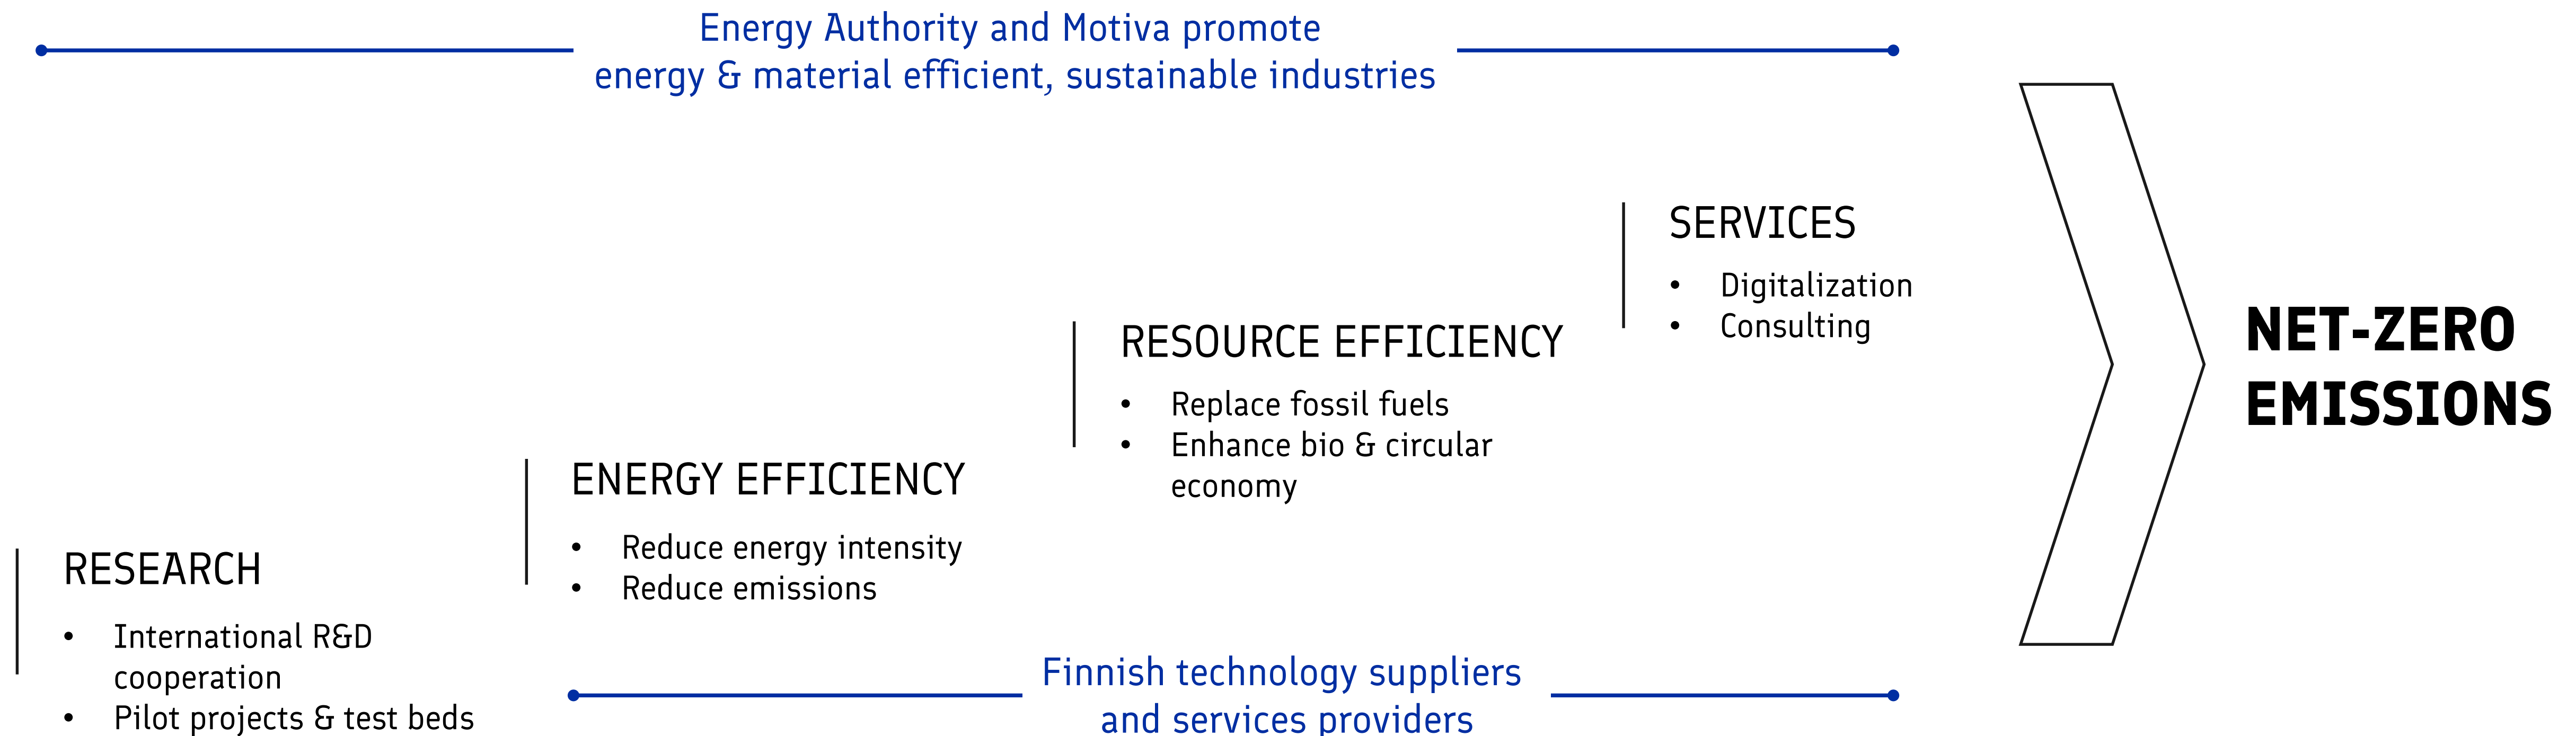 Energy Authority and Motiva promote
energy & material efficient, sustainable industries
SERVICES
• Digitalization
• Consulting
RESOURCE EFFICIENCY
• Replace fossil fuels
• Enhance bio & circular
economy
NET-ZERO
EMISSIONS
ENERGY EFFICIENCY
• Reduce energy intensity
• Reduce emissions
RESEARCH
• International R&D
cooperation
• Pilot projects & test beds
Finnish technology suppliers
and services providers